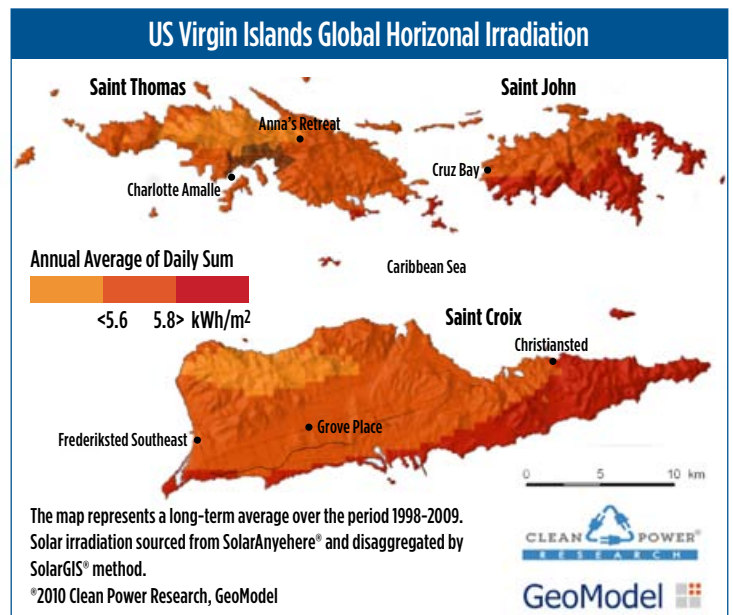 US Virgin Islands Global Horizonal Irradiation
Saint Thomas
Saint John
Anna's Retreat
Cruz Bay
Charlotte Amalle
Annual Average of Daily Sum
<5.6 5.8> kWh/m²
Caribbean Sea
Saint Croix
Christiansted
Grove Place
Frederiksted Southeast
0 5 10 km
The map represents a long-term average over the period 1998-2009.
Solar irradiation sourced from SolarAnyehere® and disaggregated by
SolarGIS® method.
®2010 Clean Power Research, GeoModel
CLEAN POWER®
RESEARCH
GeoModel